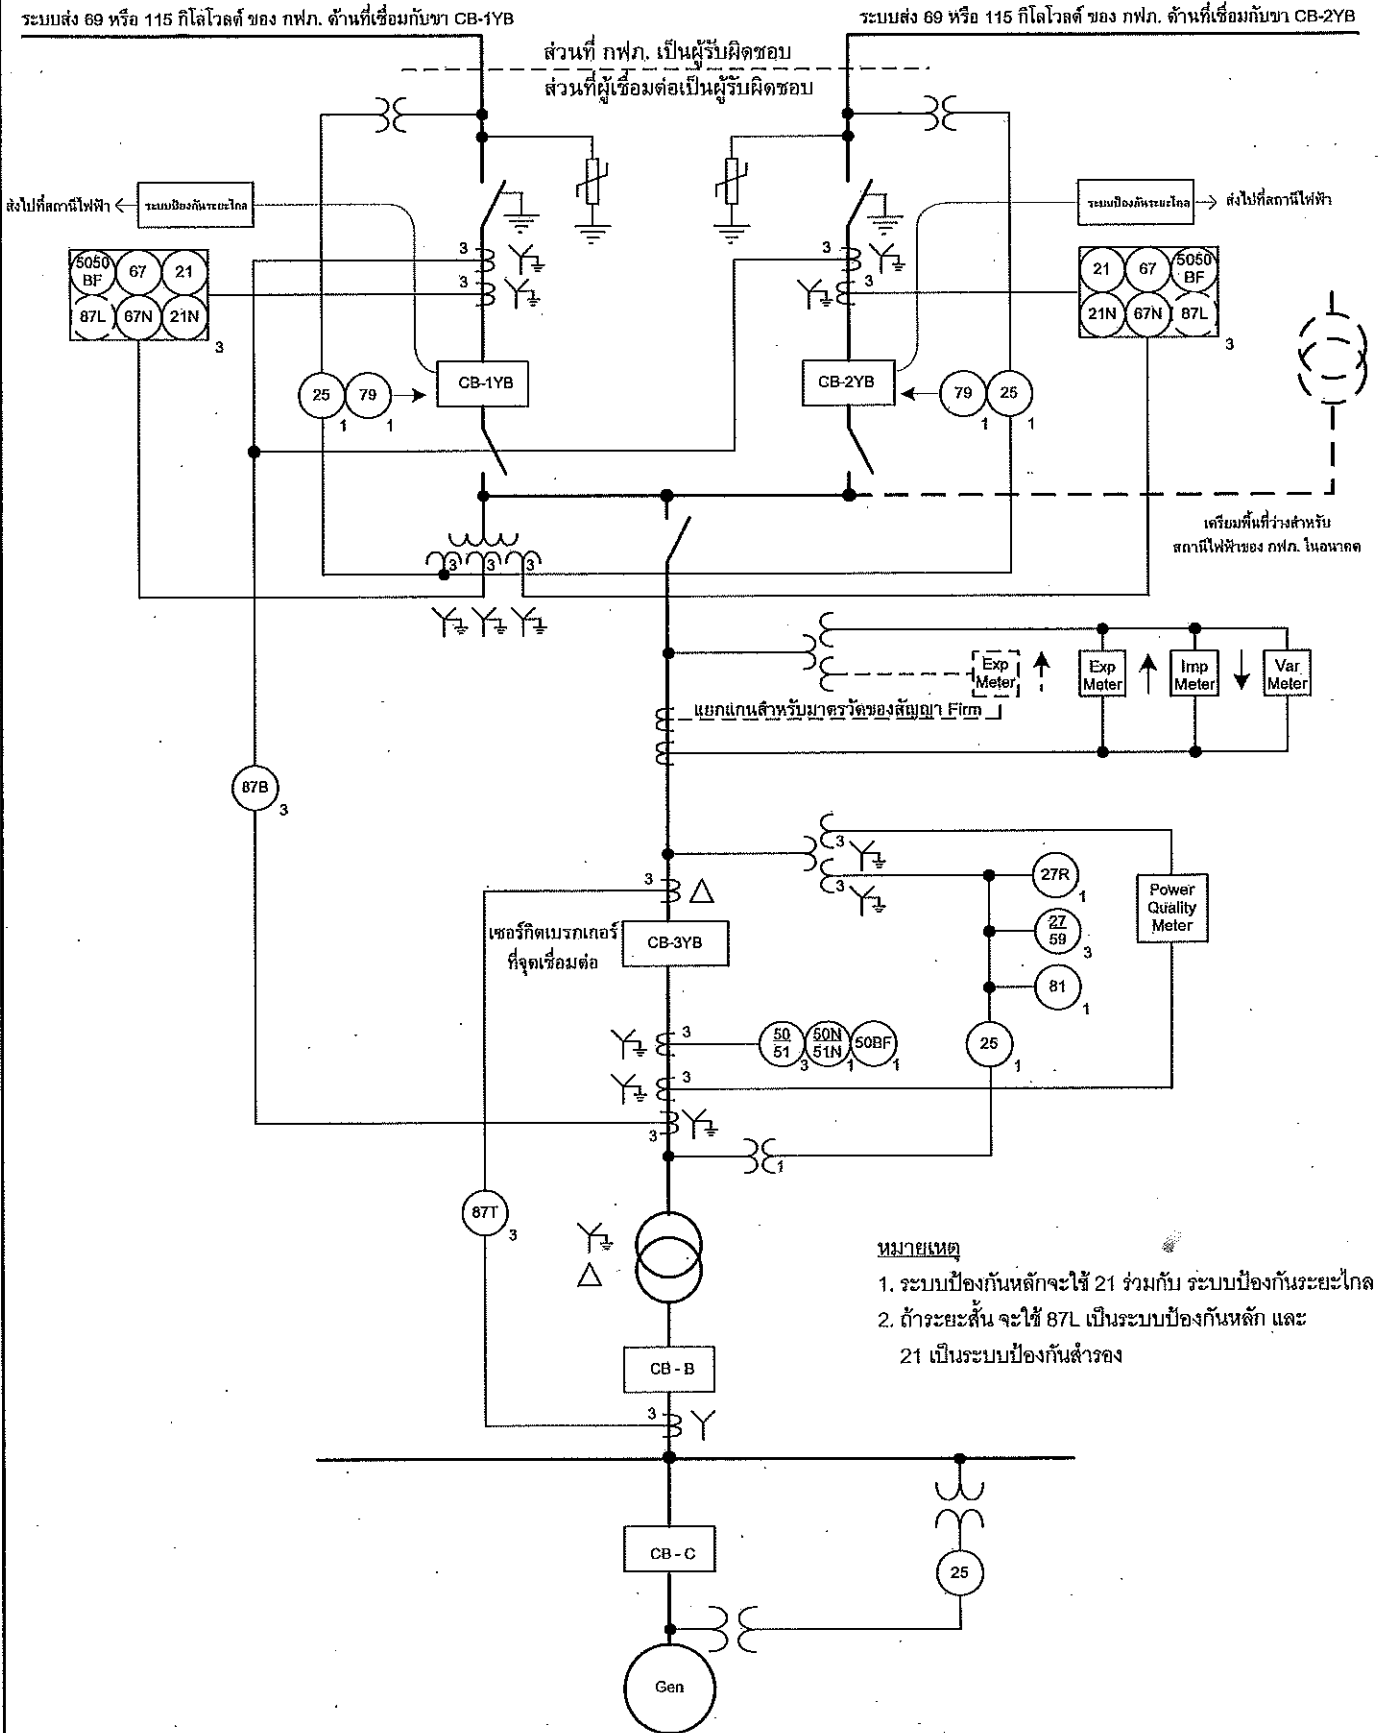 ระบบส่ง 69 หรือ 115 กิโลโวลต์ ของ กฟภ. ด้านที่เชื่อมกับขา CB-1YB
ระบบส่ง 69 หรือ 115 กิโลโวลต์ ของ กฟภ. ด้านที่เชื่อมกับขา CB-2YB
ส่วนที่ กฟภ. เป็นผู้รับผิดชอบ
ส่วนที่ผู้เชื่อมต่อเป็นผู้รับผิดชอบ
ส่งไปที่สถานีไฟฟ้า
ระบบป้องกันระยะไกล
ระบบป้องกันระยะไกล
ส่งไปที่สถานีไฟฟ้า
5050
BF
67
21
87L
67N
21N
3
3
3
3
3
21
67
5050
BF
21N
67N
87L
3
25
1
79
1
CB-1YB
CB-2YB
79
1
25
1
เตรียมพื้นที่ว่างสำหรับ
สถานีไฟฟ้าของ กฟภ. ในอนาคต
3
3
3
Exp
Meter
Exp
Meter
Imp
Meter
Var
Meter
แยกแกนสำหรับมาตรวัดของสัญญา Firm
87B
3
3
3
27R
1
Power
Quality
Meter
3
เซอร์กิตเบรกเกอร์
ที่จุดเชื่อมต่อ
CB-3YB
27
59
3
81
1
3
50
51
3
50N
51N
1
50BF
1
25
1
3
3
1
87T
3
หมายเหตุ
1. ระบบป้องกันหลักจะใช้ 21 ร่วมกับ ระบบป้องกันระยะไกล
2. ถ้าระยะสั้น จะใช้ 87L เป็นระบบป้องกันหลัก และ
21 เป็นระบบป้องกันสำรอง
CB - B
3
CB - C
25
Gen